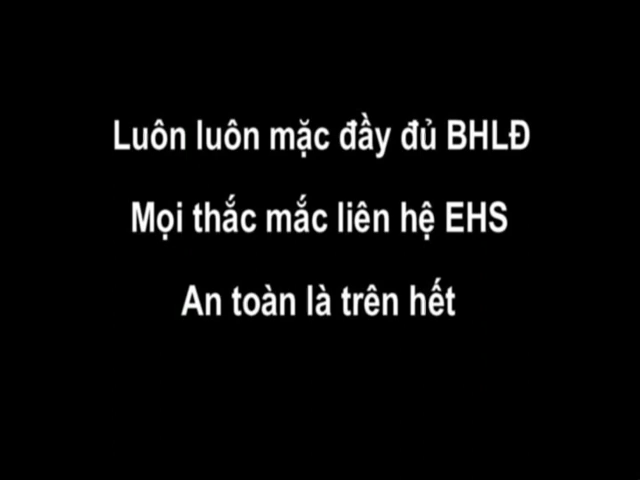 Luôn luôn mặc đầy đủ BHLĐ
Mọi thắc mắc liên hệ EHS
An toàn là trên hết